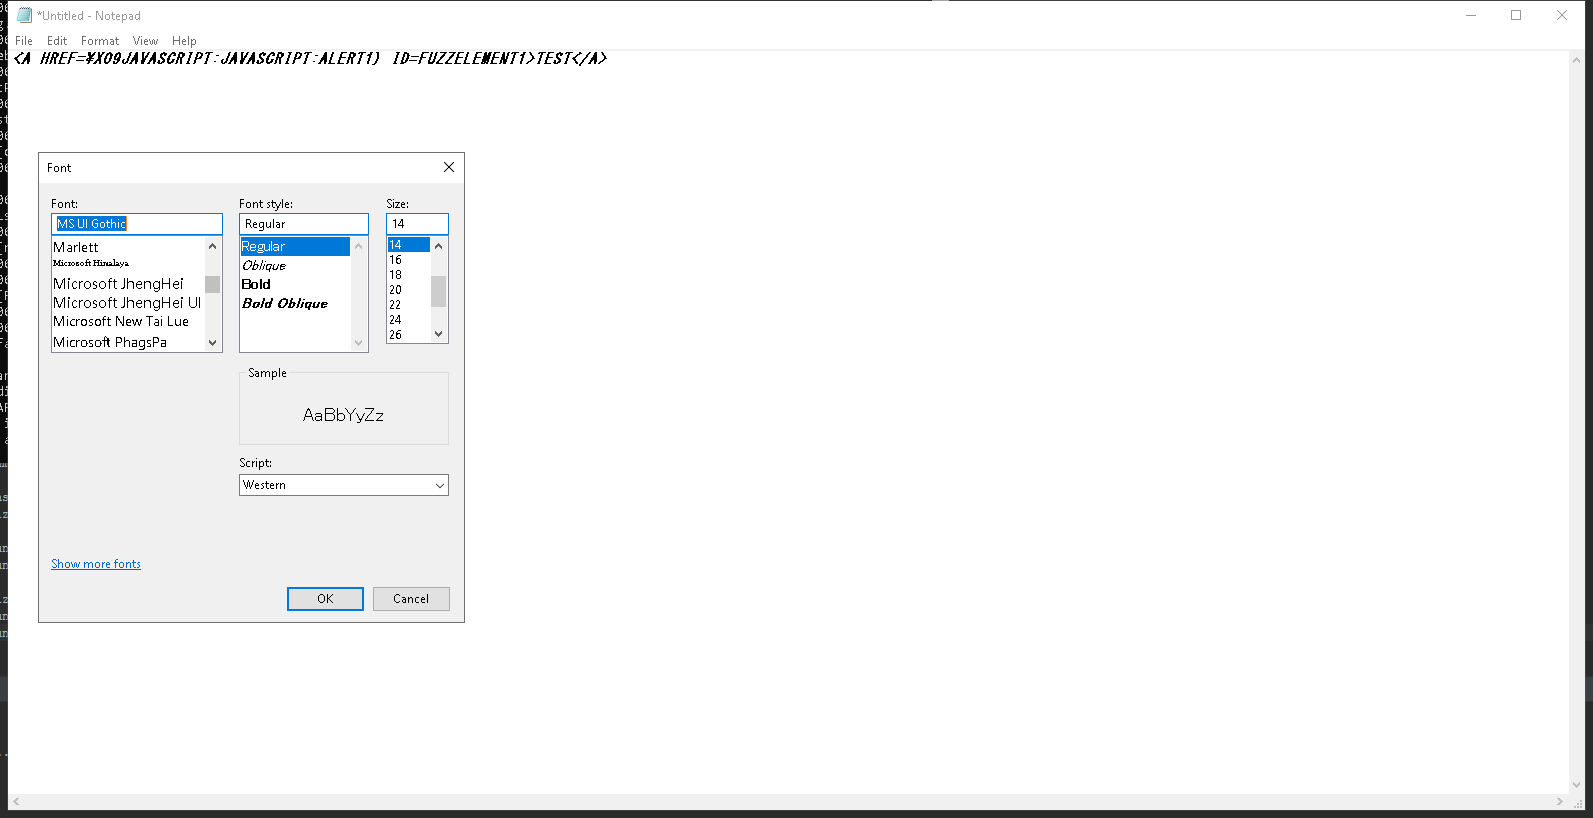 *Untitled - Notepad
File Edit Format View Help
<A HREF=¥X09JAVASCRIPT:JAVASCRIPT:ALERT1) ID=FUZZELEMENT1>TEST</A>
Font
Font: Font style: Size:
MS UI Gothic Regular 14
Marlett
Microsoft Himalaya
Microsoft JhengHei
Microsoft JhengHei UI
Microsoft New Tai Lue
Microsoft PhagsPa
Regular
Oblique
Bold
Bold Oblique
14
16
18
20
22
24
26
Sample
AaBbYyZz
Script:
Western
Show more fonts
OK Cancel